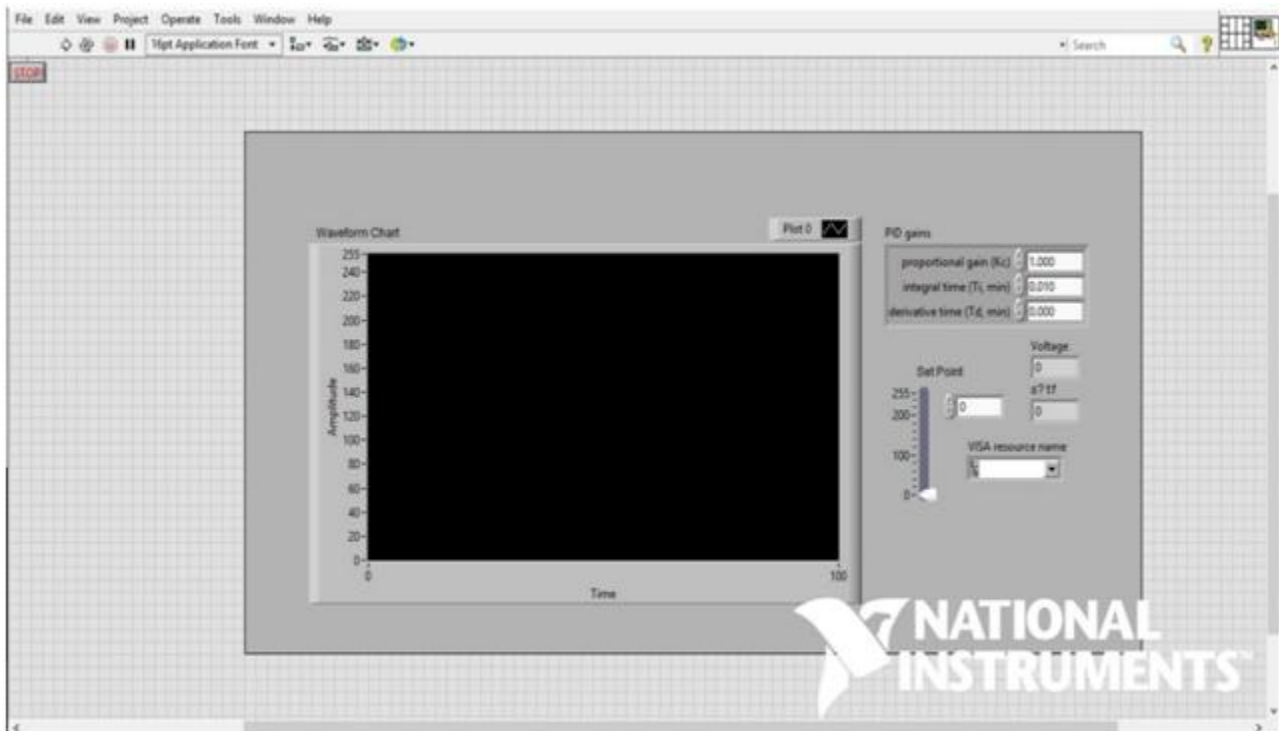 File Edit View Project Operate Tools Window Help
16pt Application Font
Search
STOP
Waveform Chart
Plot 0
255
240
220
200
180
160
140
120
100
80
60
40
20
0
Amplitude
0
100
Time
PID gains
proportional gain (Kc) 1.000
integral time (Ti, min) 0.010
derivative time (Td, min) 0.000
Voltage
0
Set Point
255
200
100
0
0
0
VISA resource name
NATIONAL
INSTRUMENTS™